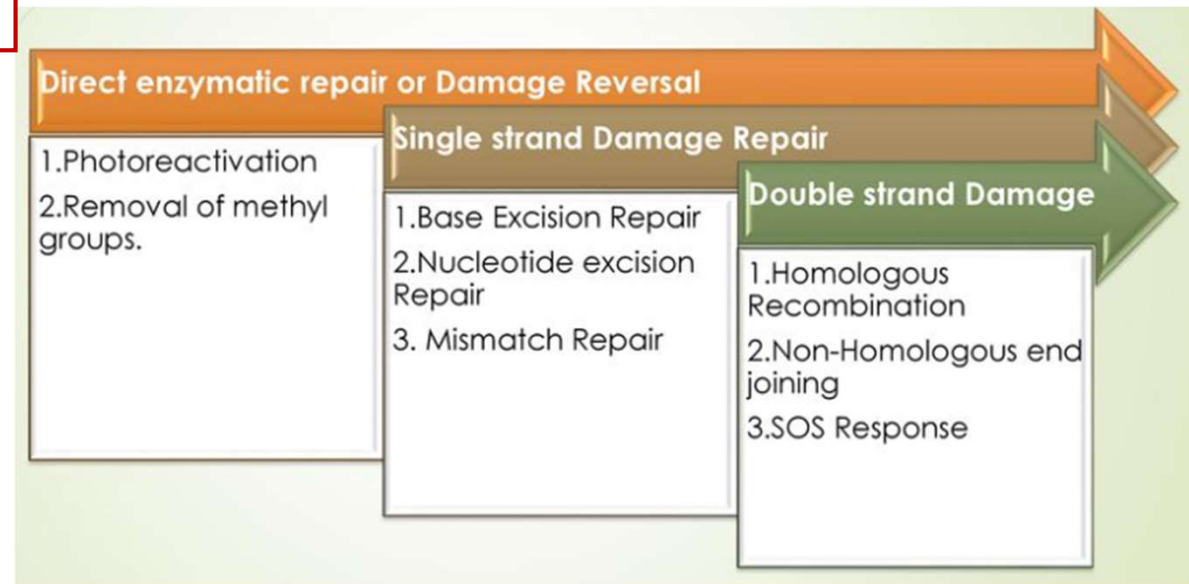 Direct enzymatic repair or Damage Reversal
1.Photoreactivation
2.Removal of methyl
groups.
Single strand Damage Repair
1.Base Excision Repair
2.Nucleotide excision
Repair
3. Mismatch Repair
Double strand Damage
1.Homologous
Recombination
2.Non-Homologous end
joining
3.SOS Response